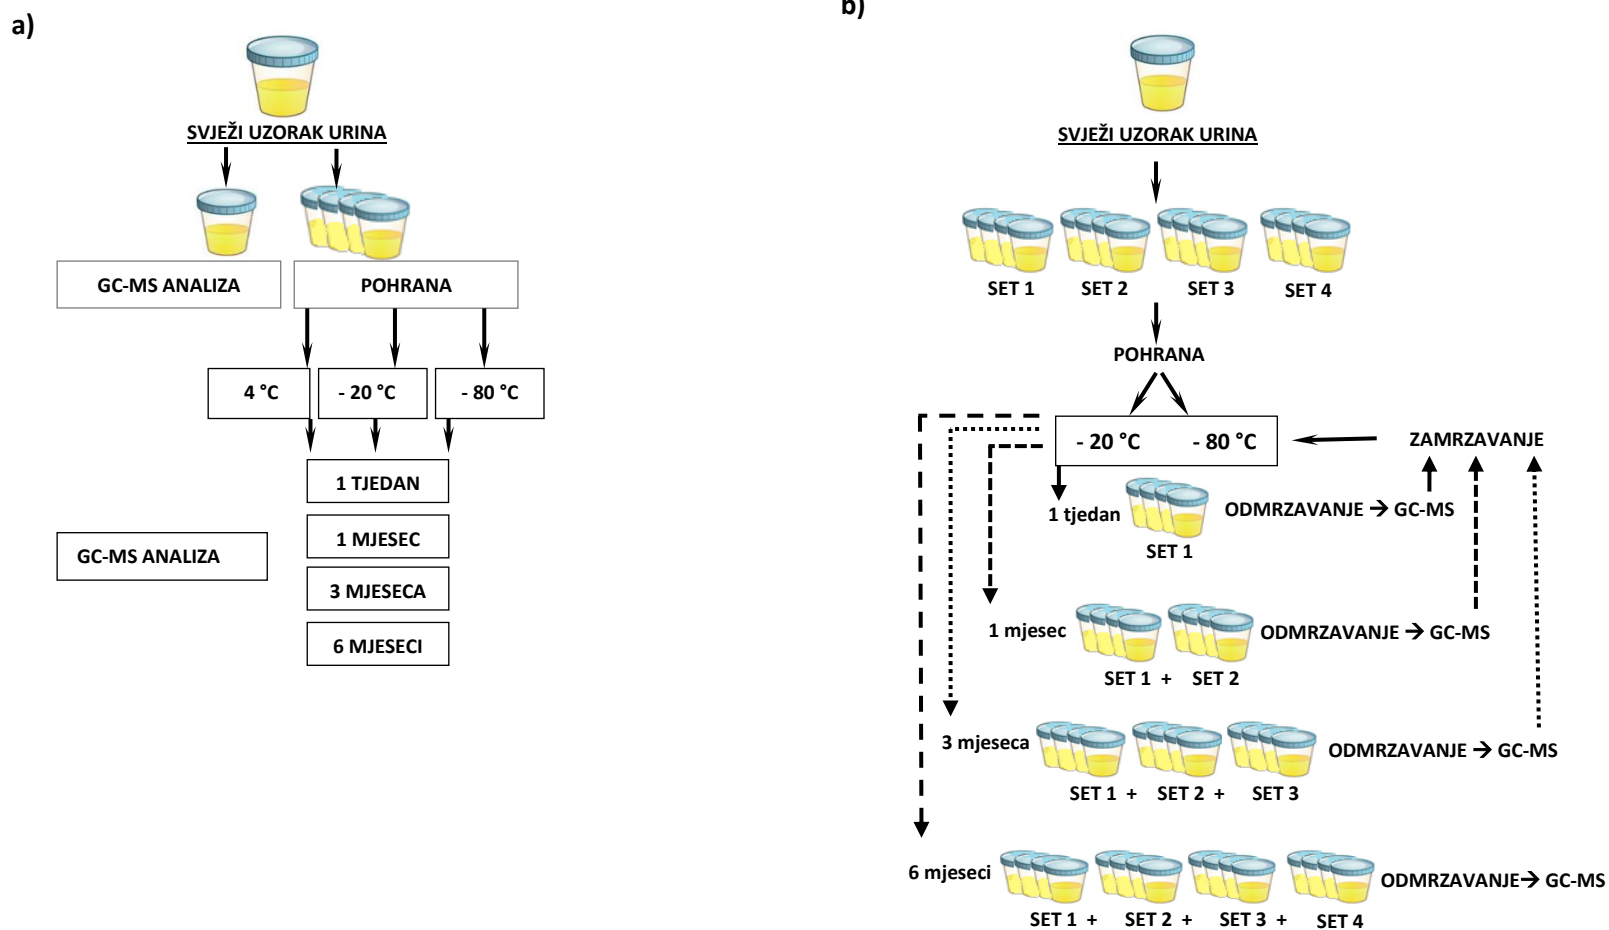 a)
SVJEŽI UZORAK URINA
GC-MS ANALIZA
POHRANA
4 °C
- 20 °C
- 80 °C
1 TJEDAN
1 MJESEC
3 MJESECA
6 MJESECI
GC-MS ANALIZA
b)
SVJEŽI UZORAK URINA
SET 1
SET 2
SET 3
SET 4
POHRANA
- 20 °C
- 80 °C
ZAMRZAVANJE
1 tjedan
ODMRZAVANJE → GC-MS
SET 1
1 mjesec
ODMRZAVANJE → GC-MS
SET 1 + SET 2
3 mjeseca
ODMRZAVANJE → GC-MS
SET 1 + SET 2 + SET 3
6 mjeseci
ODMRZAVANJE→ GC-MS
SET 1 + SET 2 + SET 3 + SET 4